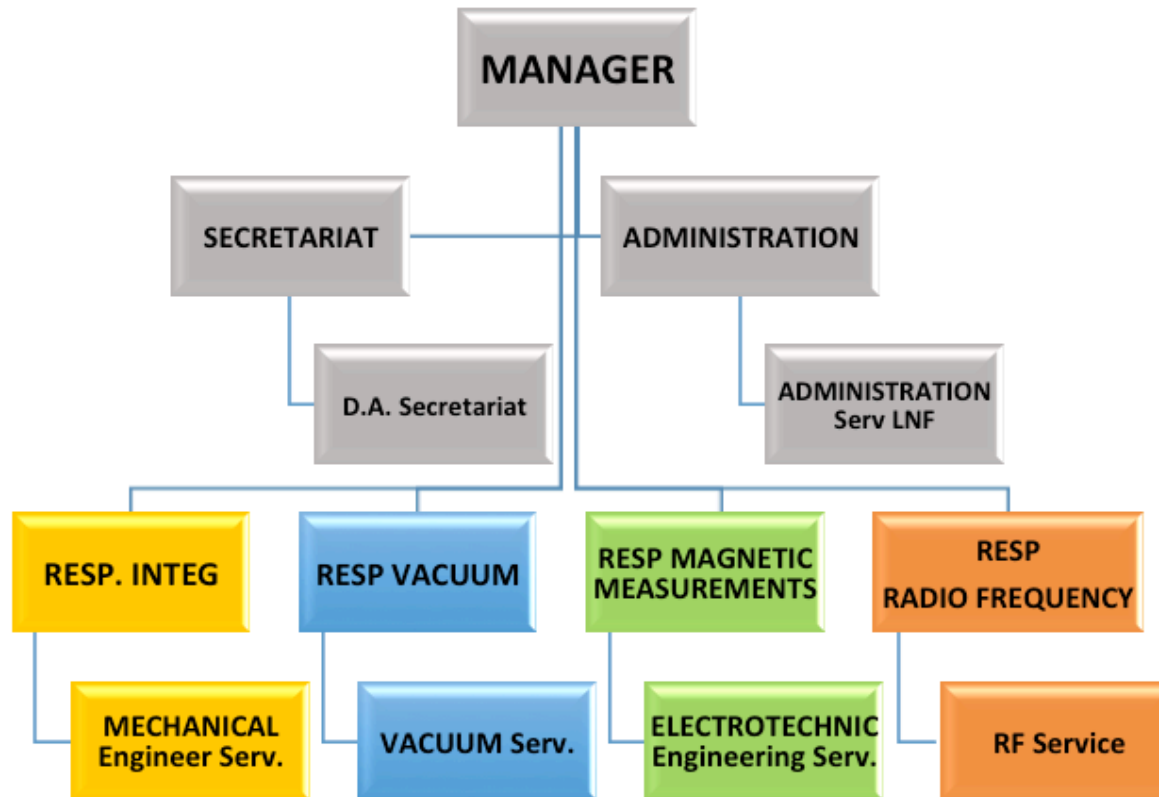 MANAGER
SECRETARIAT
ADMINISTRATION
D.A. Secretariat
ADMINISTRATION
Serv LNF
RESP. INTEG
RESP VACUUM
RESP MAGNETIC
MEASUREMENTS
RESP
RADIO FREQUENCY
MECHANICAL
Engineer Serv.
VACUUM Serv.
ELECTROTECHNIC
Engineering Serv.
RF Service